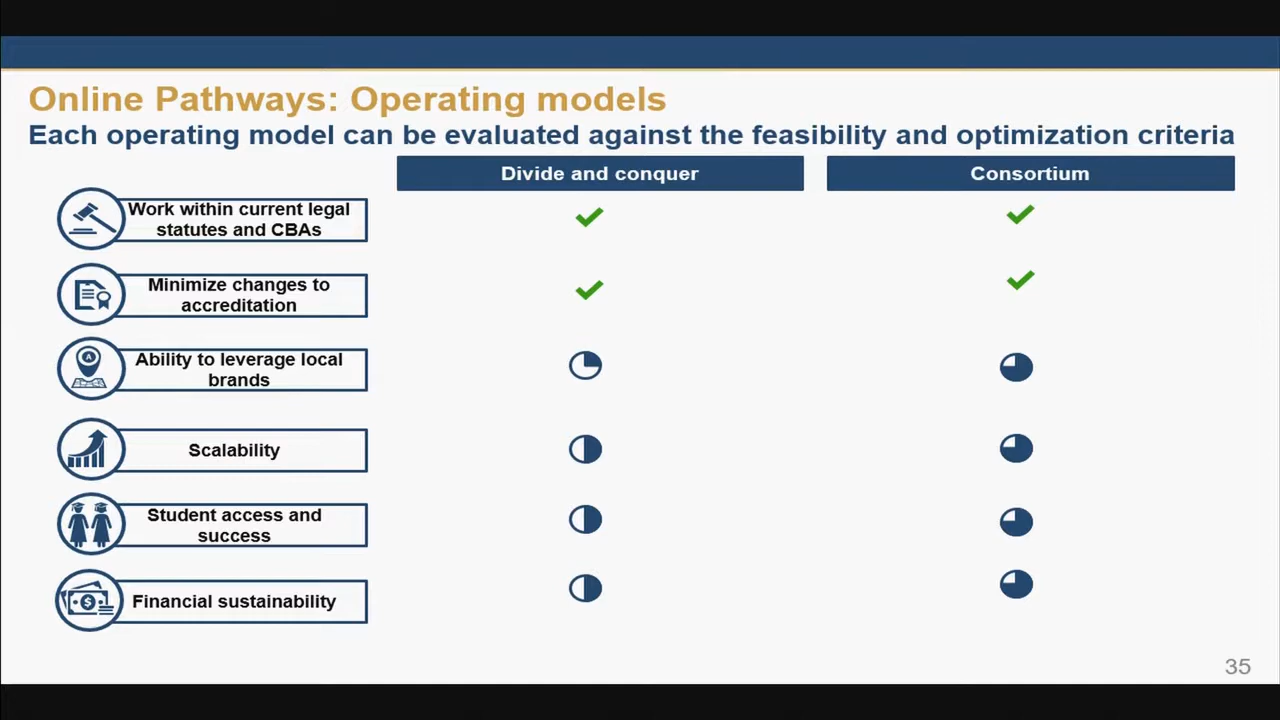 Online Pathways: Operating models
Each operating model can be evaluated against the feasibility and optimization criteria
Divide and conquer
Consortium
Work within current legal
statutes and CBAs
Minimize changes to
accreditation
A
Ability to leverage local
brands
Scalability
Student access and
success
$
Financial sustainability
35